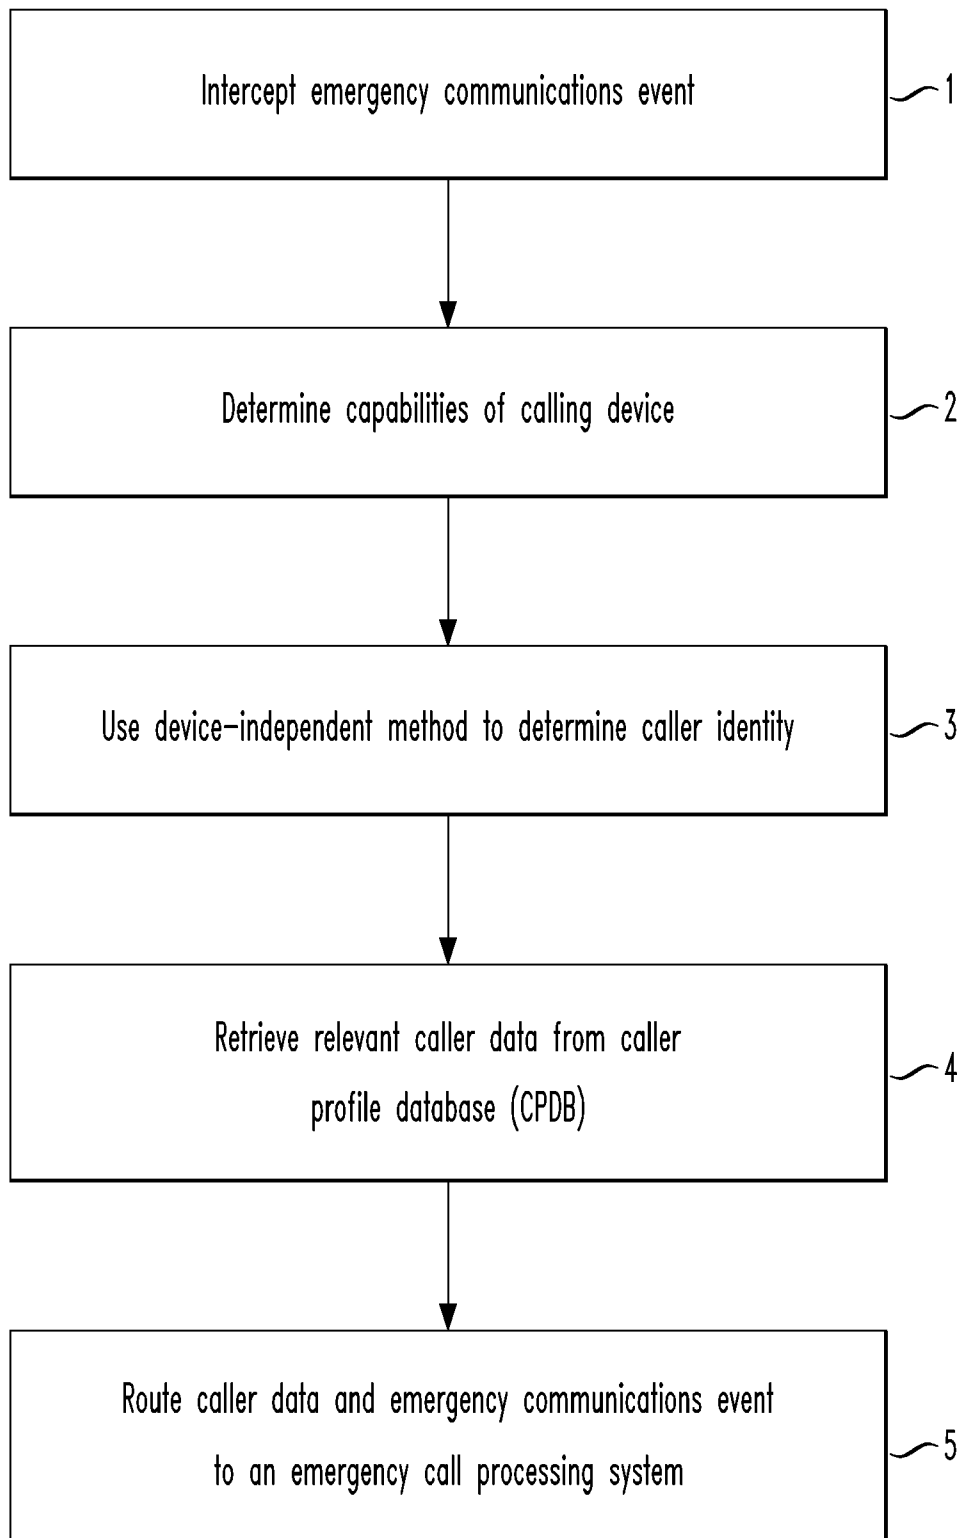 Intercept emergency communications event
1
Determine capabilities of calling device
2
Use device-independent method to determine caller identity
3
Retrieve relevant caller data from caller
profile database (CPDB)
4
Route caller data and emergency communications event
to an emergency call processing system
5